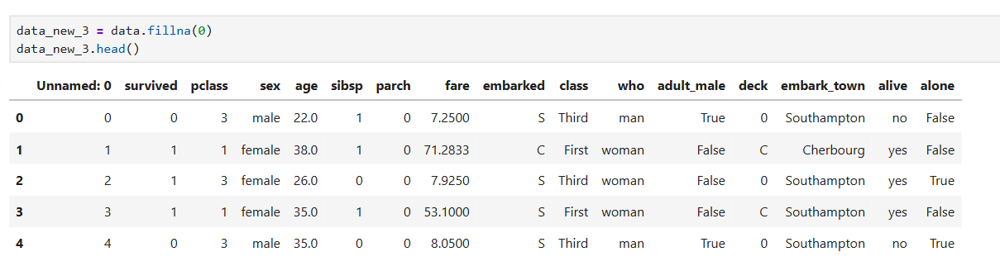 data_new_3 = data.fillna(0)
data_new_3.head()
Unnamed: 0 survived pclass sex age sibsp parch fare embarked class who adult_male deck embark_town alive alone
0 0 0 3 male 22.0 1 0 7.2500 S Third man True 0 Southampton no False
1 1 1 1 female 38.0 1 0 71.2833 C First woman False C Cherbourg yes False
2 2 1 3 female 26.0 0 0 7.9250 S Third woman False 0 Southampton yes True
3 3 1 1 female 35.0 1 0 53.1000 S First woman False C Southampton yes False
4 4 0 3 male 35.0 0 0 8.0500 S Third man True 0 Southampton no True